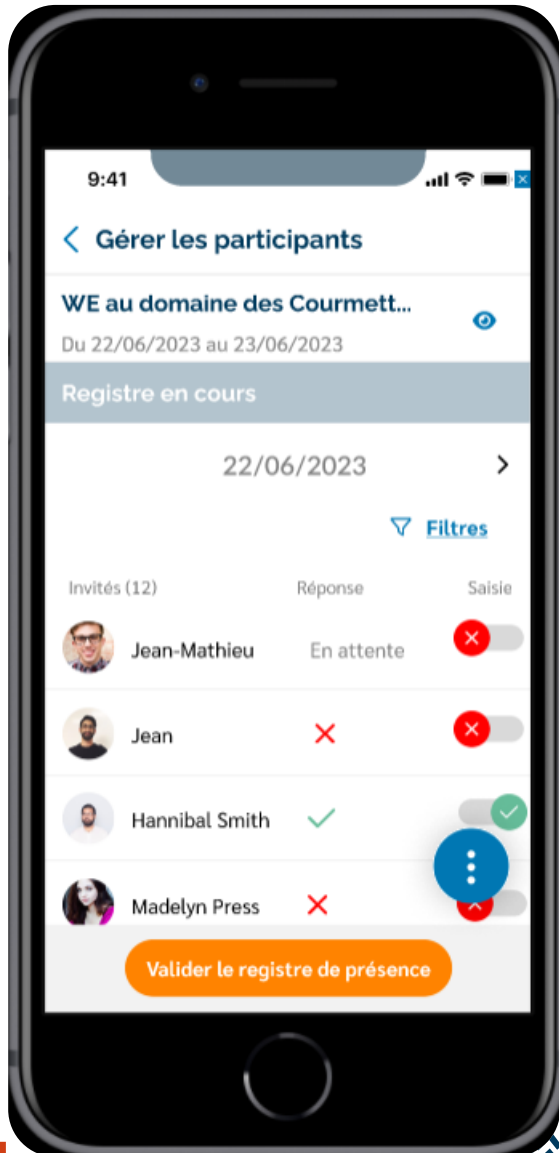 9:41
Gérer les participants
WE au domaine des Courmett...
Du 22/06/2023 au 23/06/2023
Registre en cours
22/06/2023
Filtres
Invités (12) Réponse Saisie
Jean-Mathieu En attente
Jean
Hannibal Smith
Madelyn Press
Valider le registre de présence